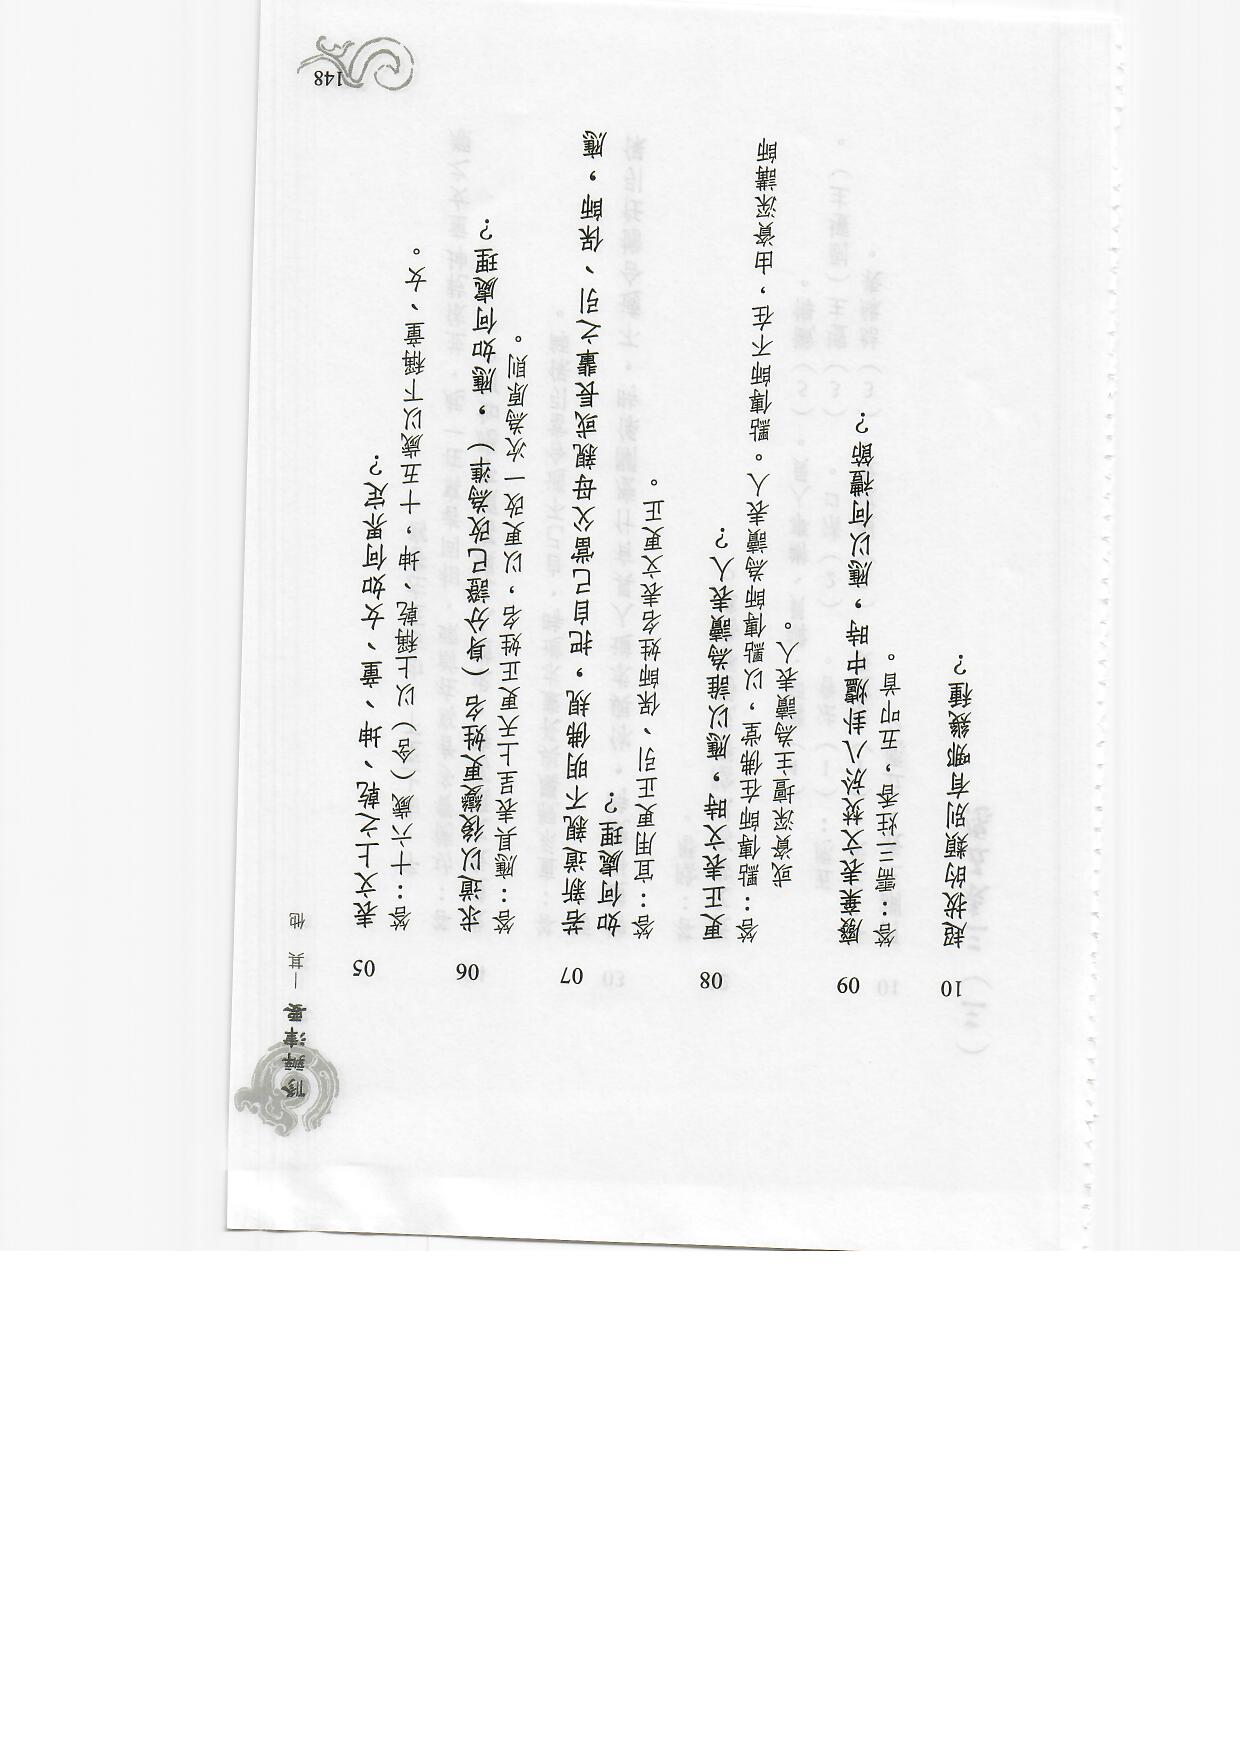 修辦津要
—其 他
05 表文上之乾、坤、童、女如何界定？
答：十六歲（含）以上稱乾、坤，十五歲以下稱童、女。
06 求道以後變更姓名（身分證已改為準），應如何處理？
答：應具表呈上天更正姓名，以更改一次為原則。
07 若新道親不明佛規，把自己當父母親或長輩之引、保師，應
如何處理？
答：宜用更正引、保師姓名表文更正。
08 更正表文時，應以誰為讀表人？
答：點傳師在佛堂，以點傳師為讀表人。點傳師不在，由資深講師
或資深壇主為讀表人。
09 廢棄表文焚於八卦爐中時，應以何禮節？
答：需三炷香，五叩首。
10 超拔的類別有哪幾種？
148